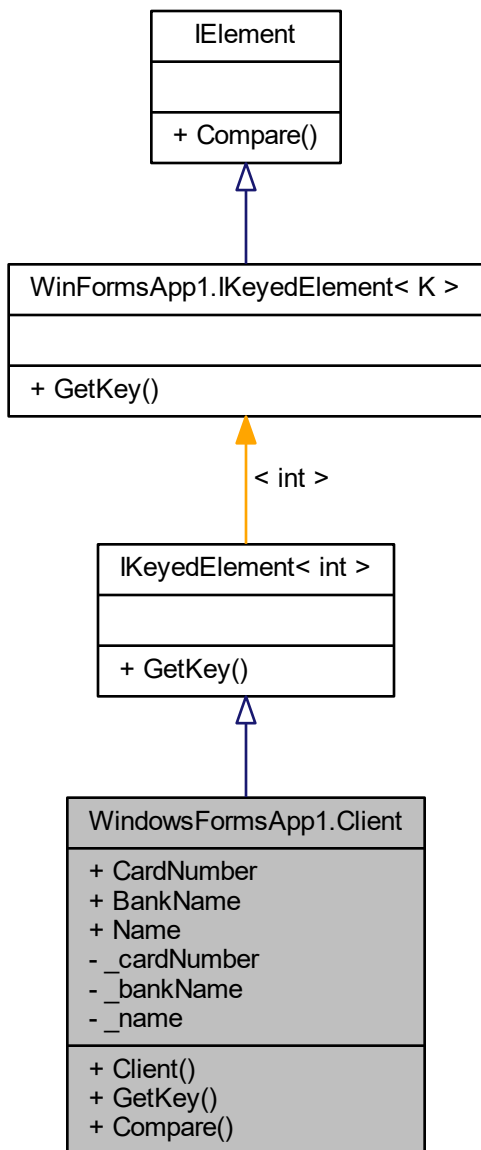 IElement
+ Compare()
WinFormsApp1.IKeyedElement< K >
+ GetKey()
< int >
IKeyedElement< int >
+ GetKey()
WindowsFormsApp1.Client
+ CardNumber
+ BankName
+ Name
- _cardNumber
- _bankName
- _name
+ Client()
+ GetKey()
+ Compare()